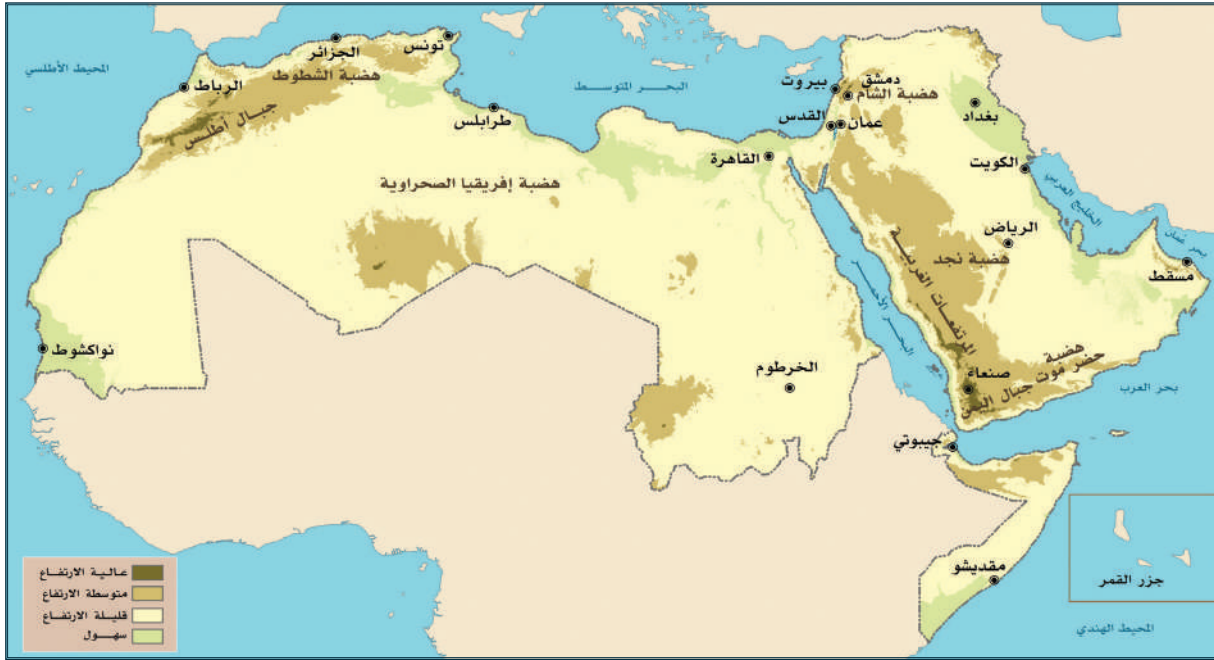 المحيط الأطلسي
البحر المتوسط
تونس
الجزائر
هضبة الشطوط
الرباط
جبال أطلس
طرابلس
القاهرة
هضبة إفريقيا الصحراوية
نواكشوط
الخرطوم
بيروت
دمشق
هضبة الشام
القدس
عمان
بغداد
الكويت
الخليج العربي
الرياض
هضبة نجد
المرتفعات الغربية
البحر الأحمر
بحر عمان
مسقط
صنعاء
هضبة
حضر موت جبال اليمن
بحر العرب
جيبوتي
مقديشو
جزر القمر
المحيط الهندي
عالية الارتفاع
متوسطة الارتفاع
قليلة الارتفاع
سهول